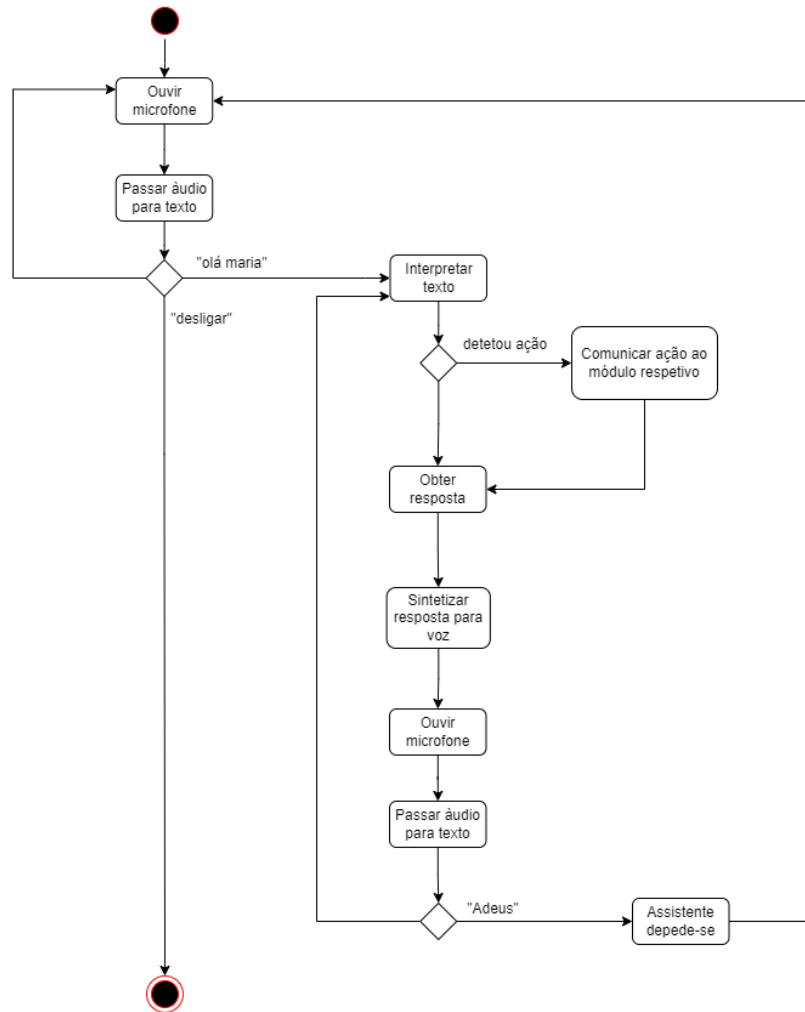 Ouvir
microfone
Passar àudio
para texto
"olá maria"
"desligar"
Interpretar
texto
detetou ação
Comunicar ação ao
módulo respetivo
Obter
resposta
Sintetizar
resposta para
voz
Ouvir
microfone
Passar àudio
para texto
"Adeus"
Assistente
depede-se